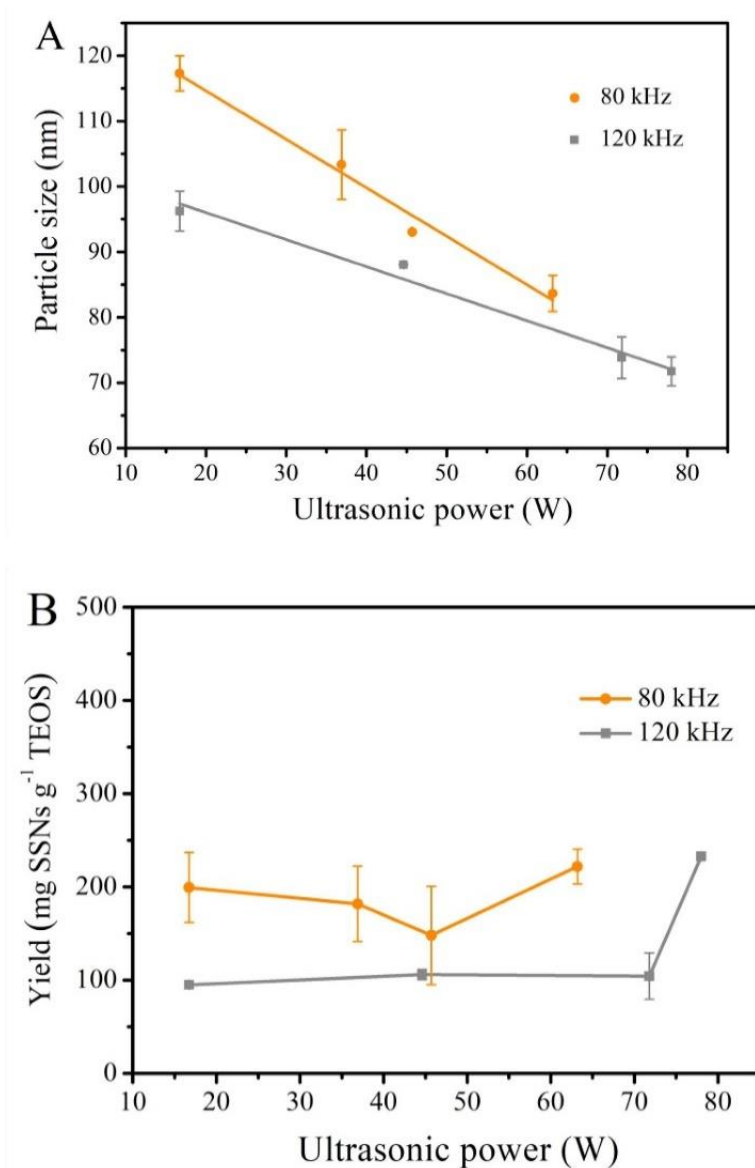 A
120
110
100
90
80
70
60
Particle size (nm)
80 kHz
120 kHz
10 20 30 40 50 60 70 80
Ultrasonic power (W)
B
500
400
300
200
100
0
Yield (mg SSNs g⁻¹ TEOS)
80 kHz
120 kHz
10 20 30 40 50 60 70 80
Ultrasonic power (W)